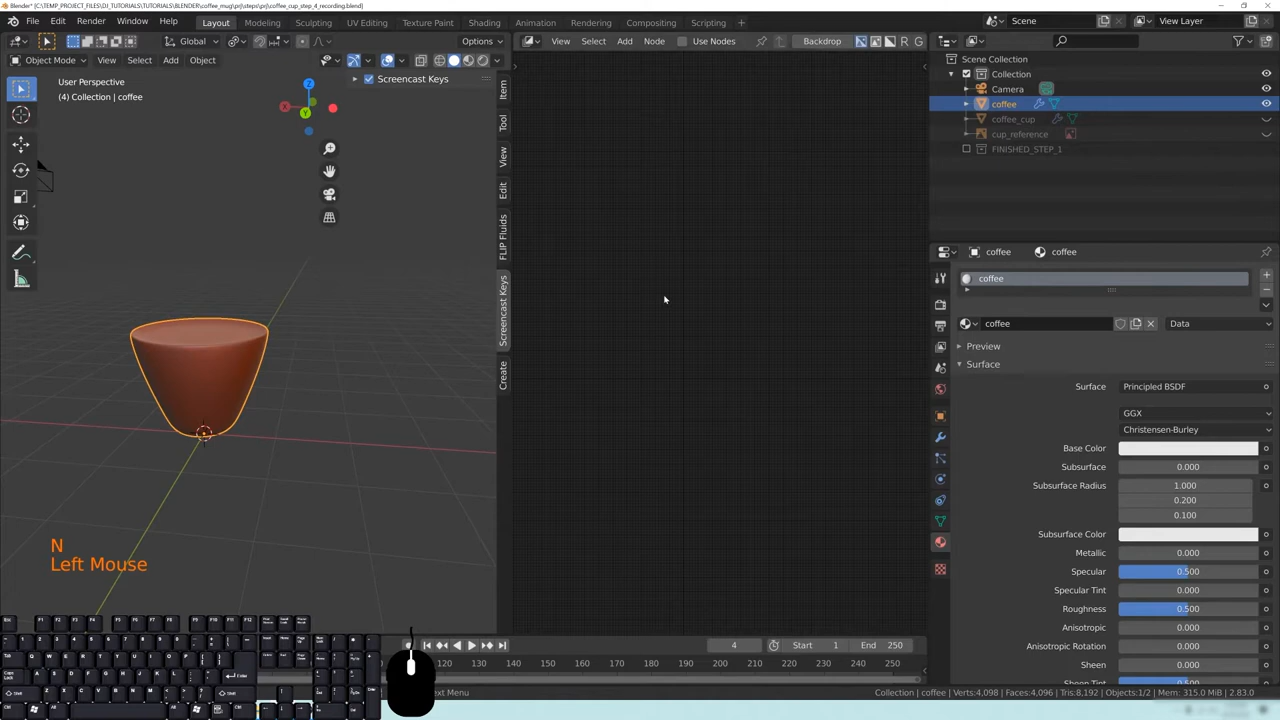 Blender* [D:\TEMP_PROJECT_FILES\DJ_TUTORIALS\TUTORIALS\BLENDER\coffee_mug\prj\steps\prj\coffee_cup_step_4_recording.blend]
File Edit Render Window Help Layout Modeling Sculpting UV Editing Texture Paint Shading Animation Rendering Compositing Scripting + Scene View Layer
Global Options View Select Add Node Use Nodes Backdrop R G
Object Mode View Select Add Object
User Perspective
(4) Collection | coffee
Screencast Keys
Z
X
Y
Item
Tool
View
Edit
FLIP Fluids
Screencast Keys
Create
Scene Collection
Collection
Camera
coffee
coffee_cup
cup_reference
FINISHED_STEP_1
coffee coffee
coffee
coffee Data
Preview
Surface
Surface Principled BSDF
GGX
Christensen-Burley
Base Color
Subsurface 0.000
Subsurface Radius 1.000
0.200
0.100
Subsurface Color
Metallic 0.000
Specular 0.500
Specular Tint 0.000
Roughness 0.500
Anisotropic 0.000
Anisotropic Rotation 0.000
Sheen 0.000
Sheen Tint 0.500
N
Left Mouse
4 Start 1 End 250
120 130 140 150 160 170 180 190 200 210 220 230 240 250
text Menu
Collection | coffee | Verts:4,098 | Faces:4,096 | Tris:8,192 | Objects:1/2 | Mem: 315.0 MiB | 2.83.0